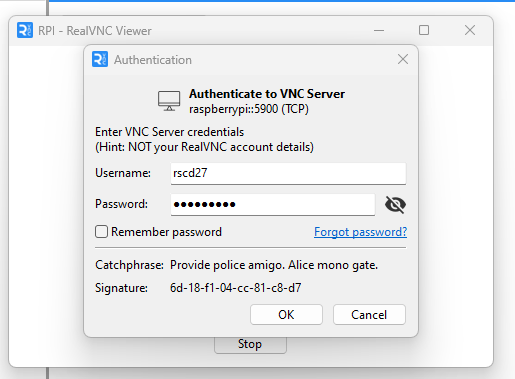 RPI - RealVNC Viewer
Authentication
Authenticate to VNC Server
raspberrypi::5900 (TCP)
Enter VNC Server credentials
(Hint: NOT your RealVNC account details)
Username: rscd27
Password: ●●●●●●●●●
Remember password Forgot password?
Catchphrase: Provide police amigo. Alice mono gate.
Signature: 6d-18-f1-04-cc-81-c8-d7
OK Cancel
Stop